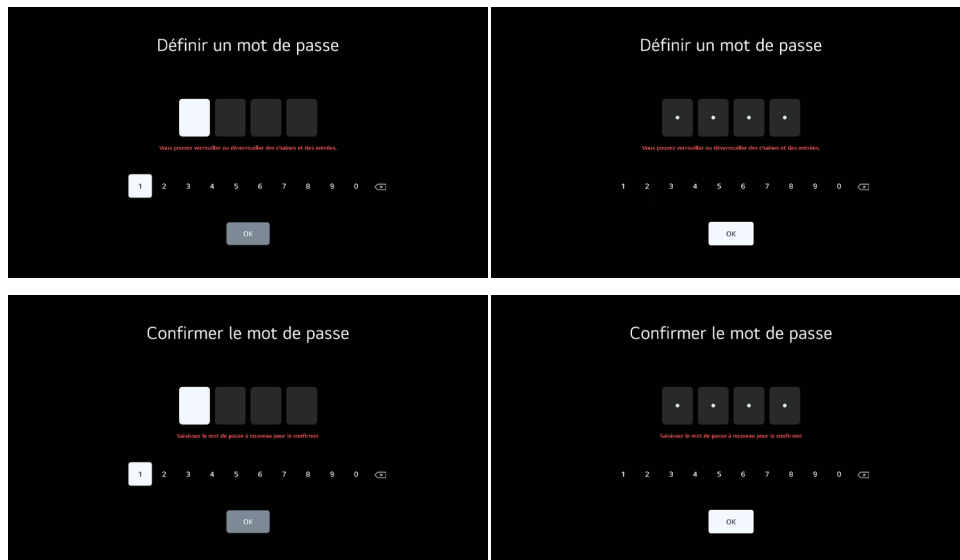 Définir un mot de passe
Vous pouvez verrouiller ou déverrouiller des chaînes et des entrées.
1 2 3 4 5 6 7 8 9 0
OK
Définir un mot de passe
Vous pouvez verrouiller ou déverrouiller des chaînes et des entrées.
1 2 3 4 5 6 7 8 9 0
OK
Confirmer le mot de passe
Saisissez le mot de passe à nouveau pour le confirmer.
1 2 3 4 5 6 7 8 9 0
OK
Confirmer le mot de passe
Saisissez le mot de passe à nouveau pour le confirmer.
1 2 3 4 5 6 7 8 9 0
OK